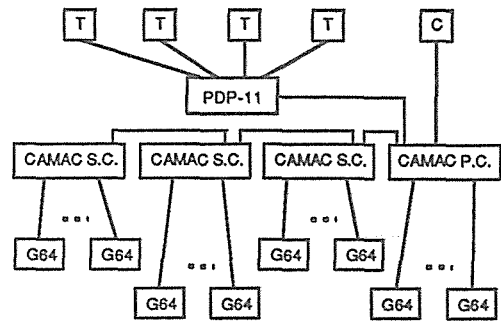 T T T T C
PDP-11
CAMAC S.C. CAMAC S.C. CAMAC S.C. CAMAC P.C.
G64 G64 G64 G64
G64 G64 G64 G64